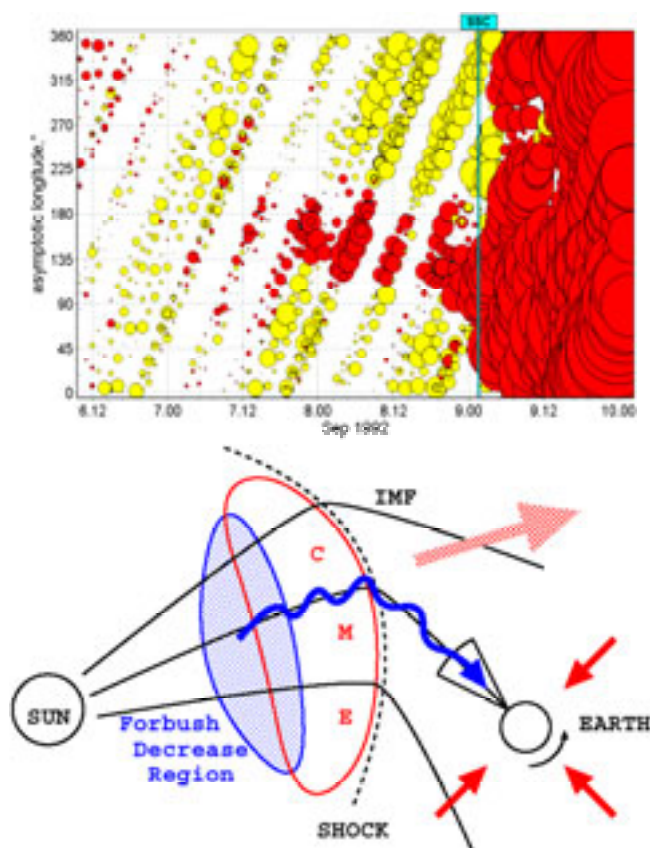 SSC
360
315
270
225
180
135
90
45
0
asymptotic longitude,°
6.12 7.00 7.12 8.00 8.12 9.00 9.12 10.00
Sep 1992
IMF
C
M
E
SUN
Forbush
Decrease
Region
EARTH
SHOCK